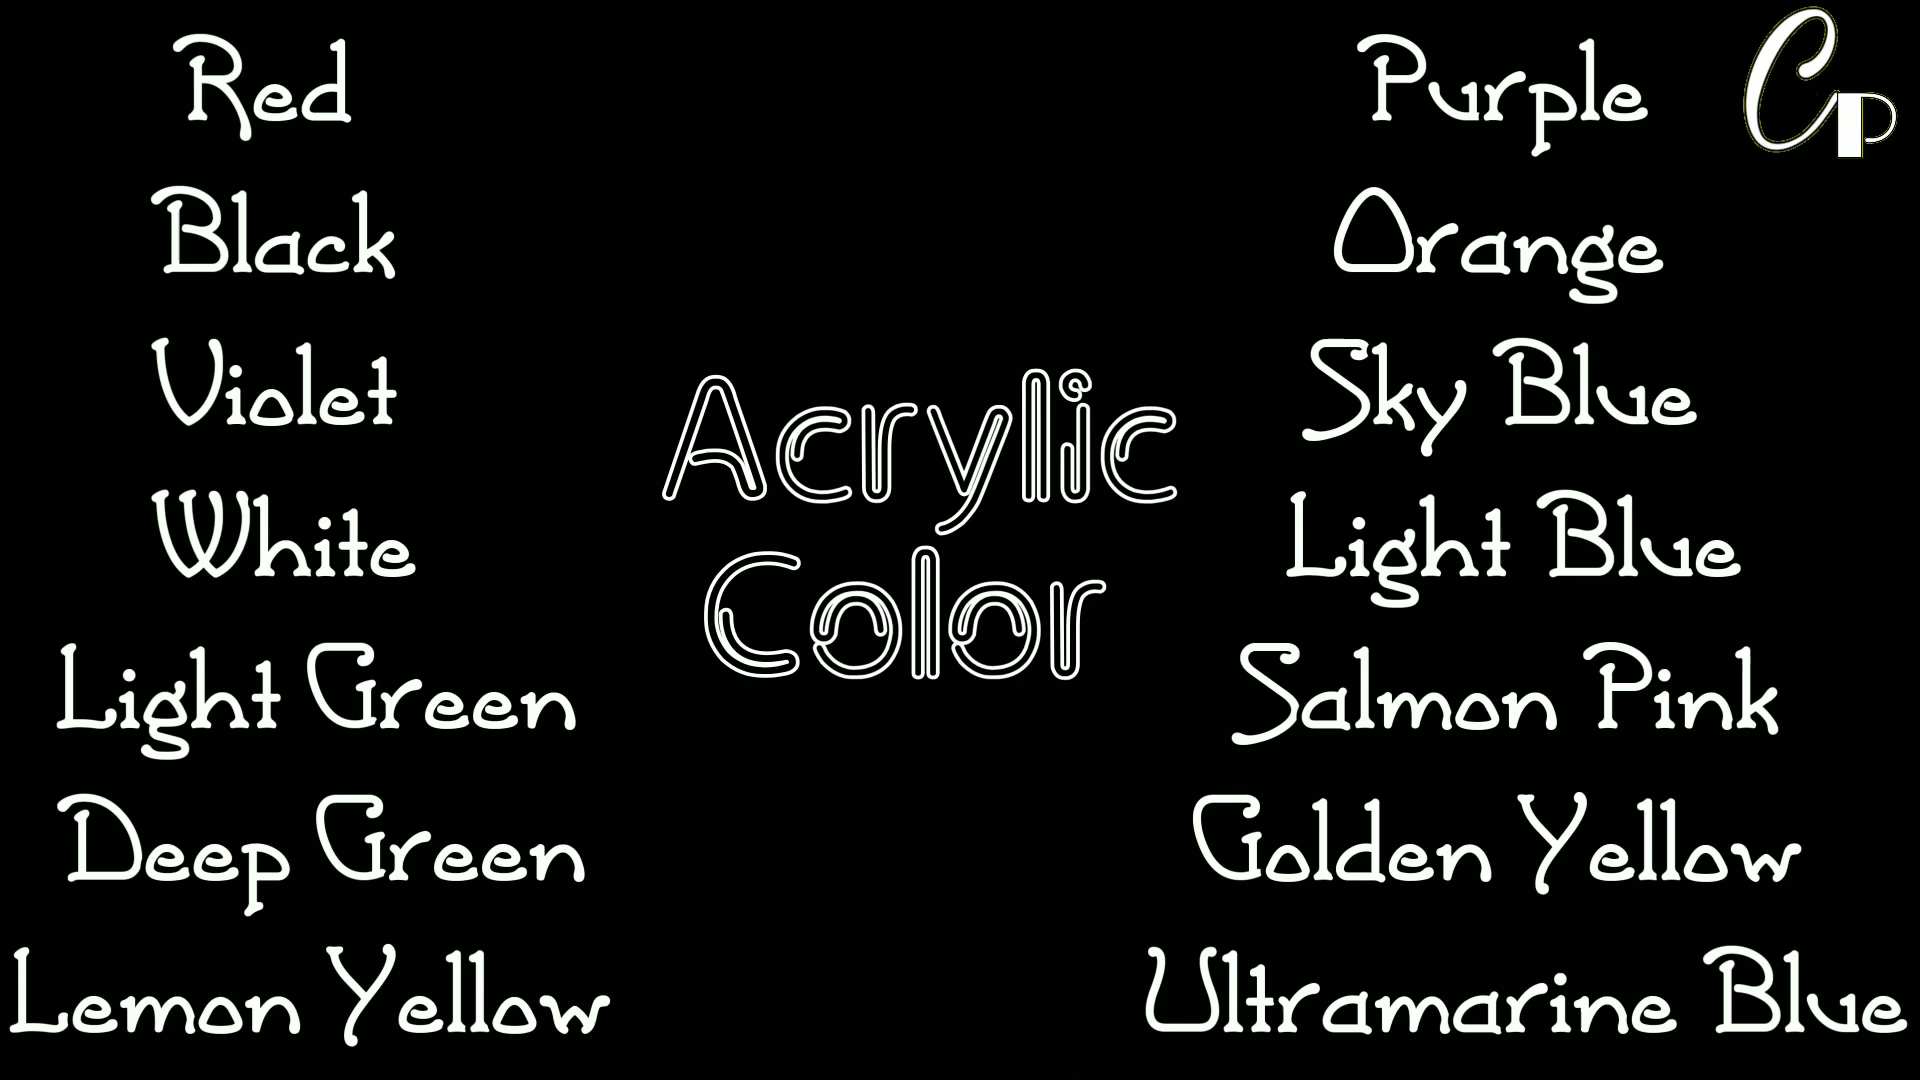 Red
Black
Violet
White
Light Green
Deep Green
Lemon Yellow
Acrylic
Color
Purple
Orange
Sky Blue
Light Blue
Salmon Pink
Golden Yellow
Ultramarine Blue
CP